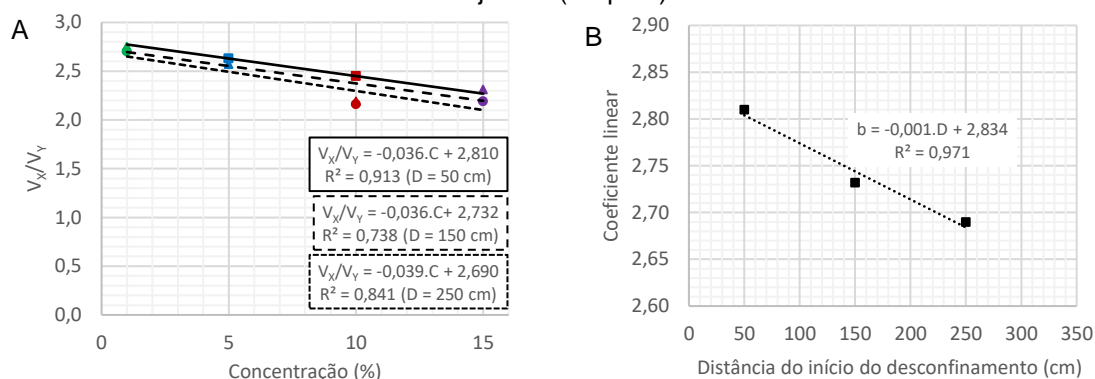 A
3,0
2,5
2,0
1,5
1,0
0,5
0,0
V_X/V_Y
V_X/V_Y = -0,036.C + 2,810
R² = 0,913 (D = 50 cm)
V_X/V_Y = -0,036.C+ 2,732
R² = 0,738 (D = 150 cm)
V_X/V_Y = -0,039.C + 2,690
R² = 0,841 (D = 250 cm)
0 5 10 15
Concentração (%)
B
2,90
2,85
2,80
2,75
2,70
2,65
2,60
Coeficiente linear
b = -0,001.D + 2,834
R² = 0,971
0 50 100 150 200 250 300 350
Distância do início do desconfinamento (cm)